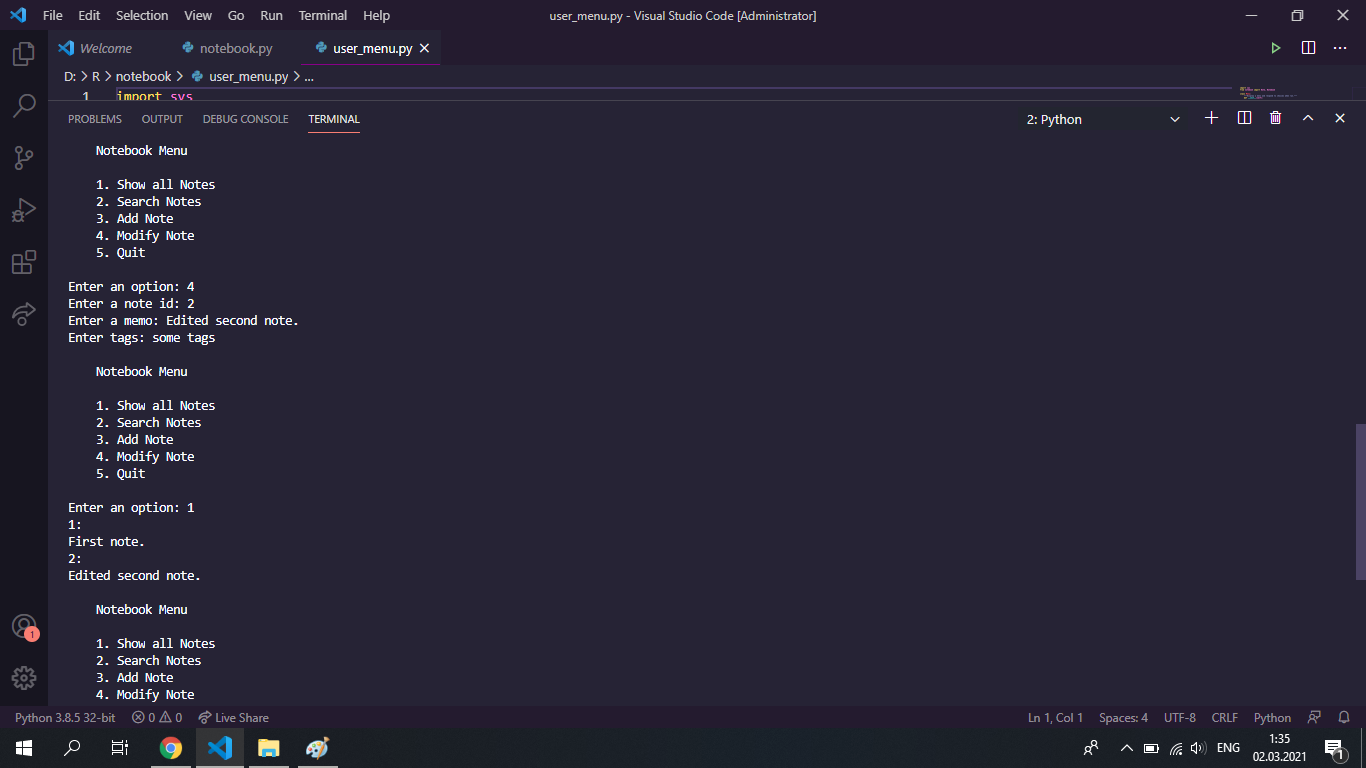 File Edit Selection View Go Run Terminal Help user_menu.py - Visual Studio Code [Administrator]
Welcome notebook.py user_menu.py
D: > R > notebook > user_menu.py > ...
1 import sys
PROBLEMS OUTPUT DEBUG CONSOLE TERMINAL 2: Python
Notebook Menu
1. Show all Notes
2. Search Notes
3. Add Note
4. Modify Note
5. Quit
Enter an option: 4
Enter a note id: 2
Enter a memo: Edited second note.
Enter tags: some tags
Notebook Menu
1. Show all Notes
2. Search Notes
3. Add Note
4. Modify Note
5. Quit
Enter an option: 1
1:
First note.
2:
Edited second note.
Notebook Menu
1. Show all Notes
2. Search Notes
3. Add Note
4. Modify Note
1
Python 3.8.5 32-bit 0 0 Live Share Ln 1, Col 1 Spaces: 4 UTF-8 CRLF Python
ENG 1:35
02.03.2021 1